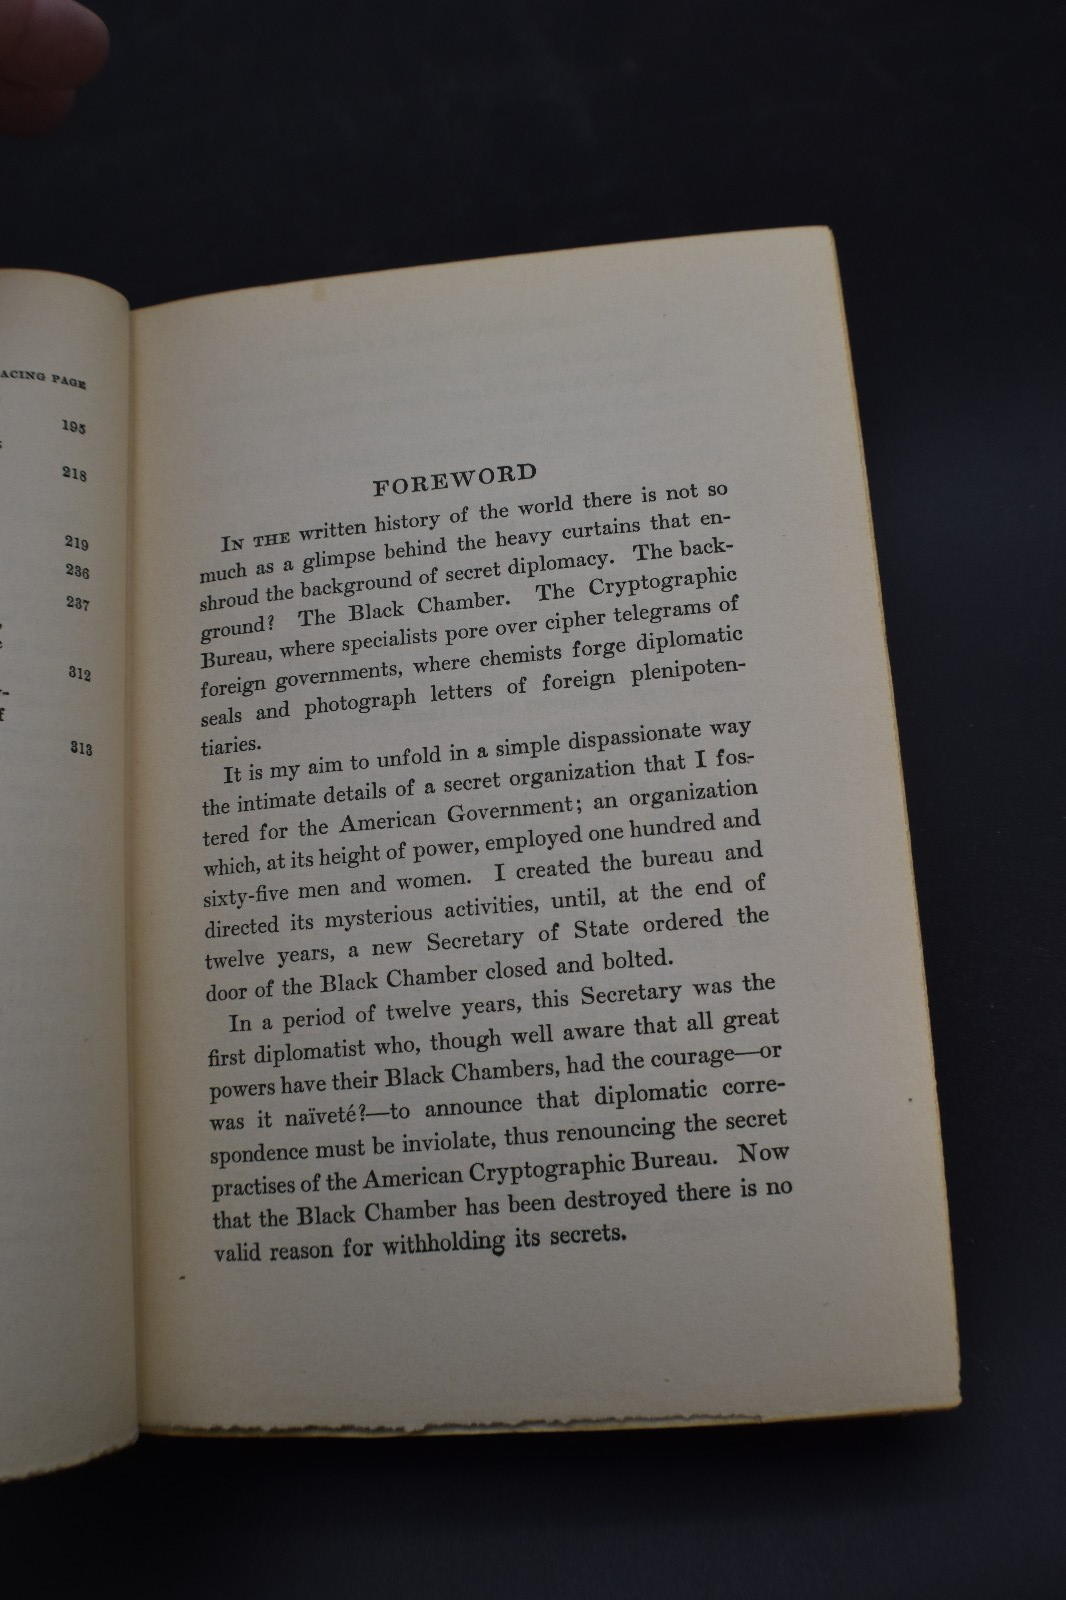 ACING PAGE
195
218
219
236
237
312
313
FOREWORD
IN THE written history of the world there is not so
much as a glimpse behind the heavy curtains that en-
shroud the background of secret diplomacy. The back-
ground? The Black Chamber. The Cryptographic
Bureau, where specialists pore over cipher telegrams of
foreign governments, where chemists forge diplomatic
seals and photograph letters of foreign plenipoten-
tiaries.
It is my aim to unfold in a simple dispassionate way
the intimate details of a secret organization that I fos-
tered for the American Government; an organization
which, at its height of power, employed one hundred and
sixty-five men and women. I created the bureau and
directed its mysterious activities, until, at the end of
twelve years, a new Secretary of State ordered the
door of the Black Chamber closed and bolted.
In a period of twelve years, this Secretary was the
first diplomatist who, though well aware that all great
powers have their Black Chambers, had the courage—or
was it naïveté?—to announce that diplomatic corre-
spondence must be inviolate, thus renouncing the secret
practises of the American Cryptographic Bureau. Now
that the Black Chamber has been destroyed there is no
valid reason for withholding its secrets.